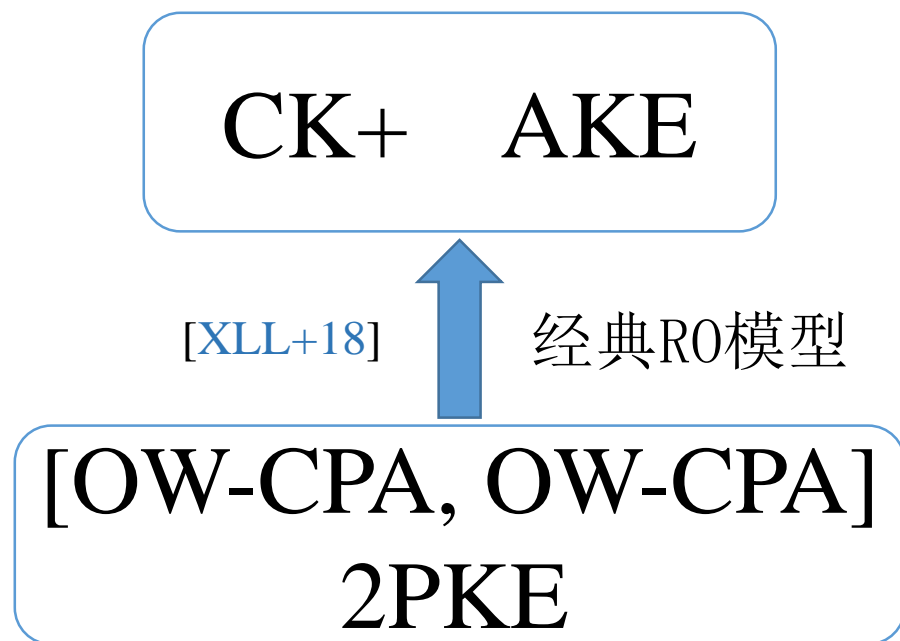 CK+ AKE
[XLL+18] 经典RO模型
[OW-CPA, OW-CPA]
2PKE